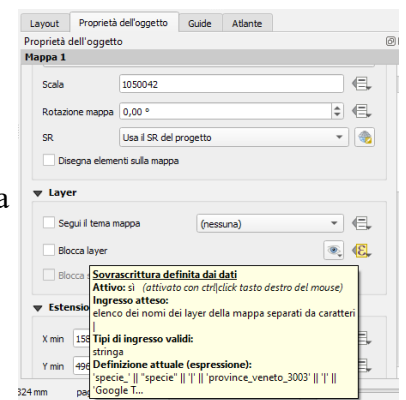 Layout Proprietà dell'oggetto Guide Atlante
Proprietà dell'oggetto
Mappa 1
Scala 1050042
Rotazione mappa 0,00 °
SR Usa il SR del progetto
Disegna elementi sulla mappa
a
Layer
Segui il tema mappa (nessuna)
Blocca layer
Blocca s
Sovrascrittura definita dai dati
Attivo: sì (attivato con ctrl|click tasto destro del mouse)
Ingresso atteso:
elenco dei nomi dei layer della mappa separati da caratteri
|
Tipi di ingresso validi:
stringa
Definizione attuale (espressione):
'specie_' || "specie" || '|' || 'province_veneto_3003' || '|' ||
'Google T...
Estensio
X min 158
Y min 496
324 mm pag